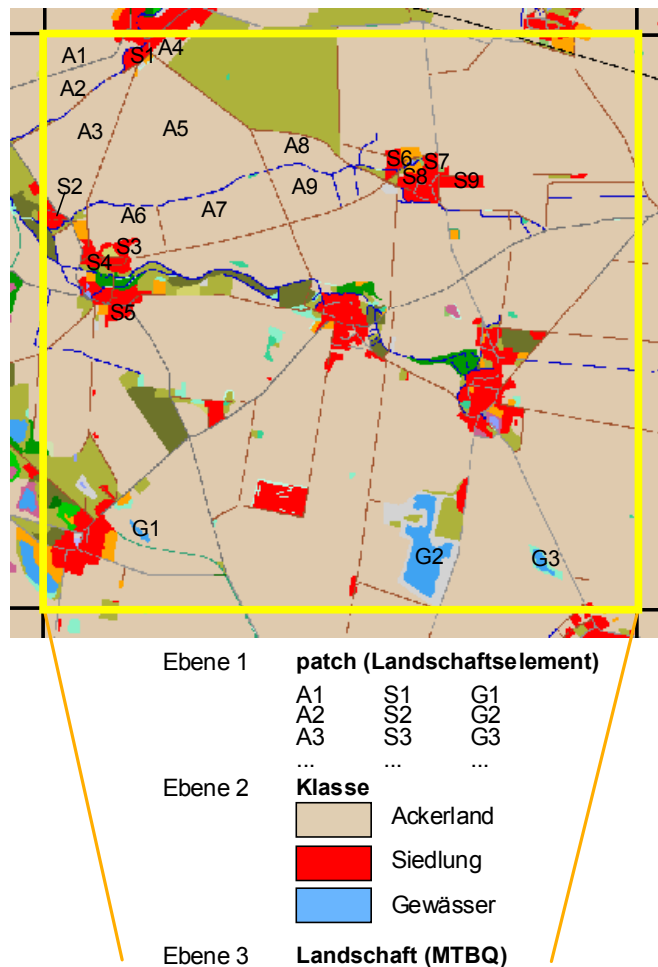 A1
A4
S1
A2
A3
A5
A8
S6
S7
S2
S8
S9
A9
A6
A7
S3
S4
S5
G1
G2
G3
Ebene 1 patch (Landschaftselement)
A1 S1 G1
A2 S2 G2
A3 S3 G3
... ... ...
Ebene 2 Klasse
Ackerland
Siedlung
Gewässer
Ebene 3 Landschaft (MTBQ)